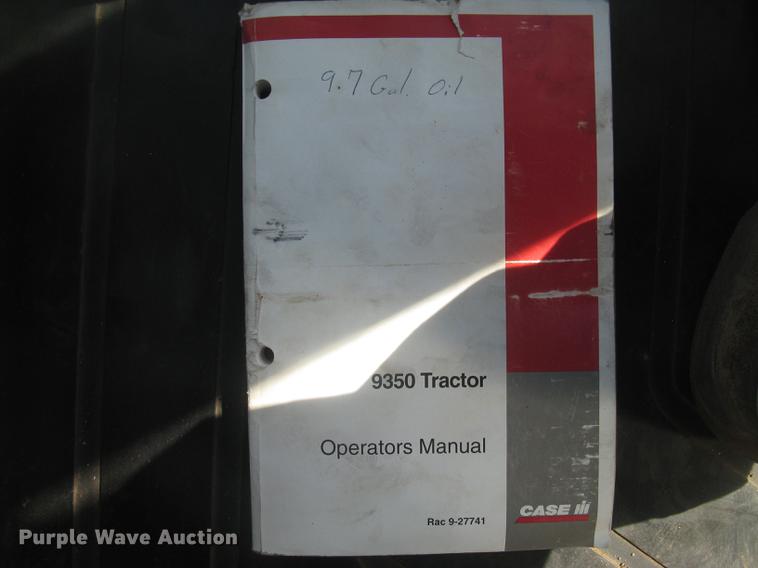 9.7 Gal. Oil
9350 Tractor
Operators Manual
Rac 9-27741
CASE IH
Purple Wave Auction®